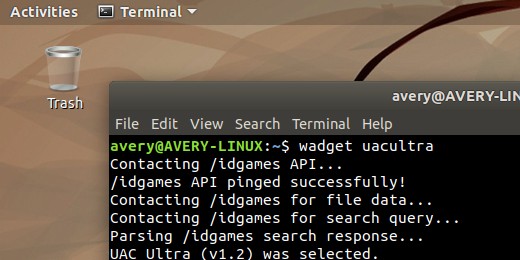 Activities Terminal
Trash
avery@AVERY-LIN
File Edit View Search Terminal Help
avery@AVERY-LINUX:~$ wadget uacultra
Contacting /idgames API...
/idgames API pinged successfully!
Contacting /idgames for file data...
Contacting /idgames for search query...
Parsing /idgames search response...
UAC Ultra (v1.2) was selected.